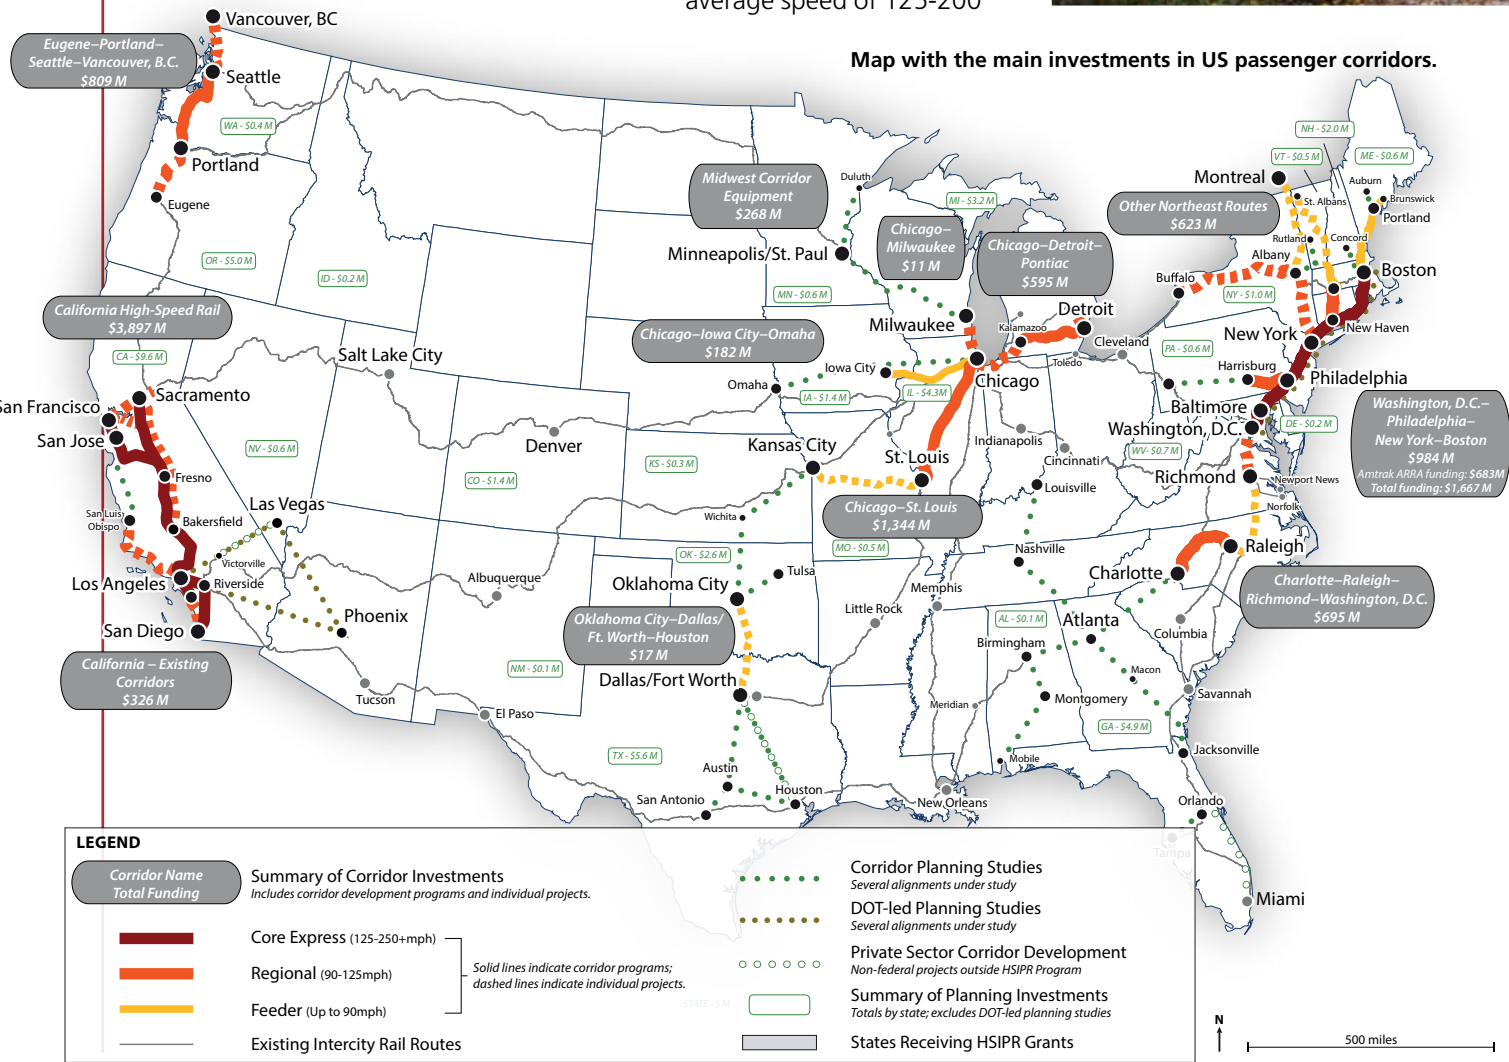 average speed of 125-200
Map with the main investments in US passenger corridors.
Vancouver, BC
Eugene–Portland–
Seattle–Vancouver, B.C.
$809 M
Seattle
WA - $0.4 M
Portland
Eugene
OR - $5.0 M
ID - $0.2 M
California High-Speed Rail
$3,897 M
CA - $9.6 M
Salt Lake City
Sacramento
San Francisco
San Jose
NV - $0.6 M
Fresno
Las Vegas
San Luis
Obispo
Bakersfield
Victorville
Los Angeles
Riverside
Phoenix
San Diego
California – Existing
Corridors
$326 M
Tucson
Denver
CO - $1.4 M
Albuquerque
NM - $0.1 M
El Paso
Midwest Corridor
Equipment
$268 M
Duluth
Minneapolis/St. Paul
MN - $0.6 M
MI - $3.2 M
Chicago–
Milwaukee
$11 M
Chicago–Detroit–
Pontiac
$595 M
Milwaukee
Detroit
Kalamazoo
Toledo
Cleveland
Chicago–Iowa City–Omaha
$182 M
Iowa City
Omaha
IA - $1.4 M
IL - $4.3M
Chicago
Kansas City
KS - $0.3 M
St. Louis
Indianapolis
Cincinnati
Louisville
Wichita
Chicago–St. Louis
$1,344 M
MO - $0.5 M
OK - $2.6 M
Tulsa
Oklahoma City
Oklahoma City–Dallas/
Ft. Worth–Houston
$17 M
Dallas/Fort Worth
Little Rock
Memphis
Nashville
TX - $5.6 M
Austin
San Antonio
Houston
New Orleans
Meridian
AL - $0.1 M
Birmingham
Atlanta
Montgomery
Macon
Mobile
GA - $4.9 M
Columbia
Savannah
Jacksonville
Orlando
Tampa
Miami
Charlotte
Raleigh
Charlotte–Raleigh–
Richmond–Washington, D.C.
$695 M
NH - $2.0 M
VT - $0.5 M
ME - $0.6 M
Montreal
Auburn
St. Albans
Brunswick
Portland
Other Northeast Routes
$623 M
Rutland
Concord
Albany
Buffalo
Boston
NY - $1.0 M
New Haven
New York
PA - $0.6 M
Harrisburg
Philadelphia
Baltimore
Washington, D.C.
DE - $0.2 M
WV - $0.7 M
Richmond
Newport News
Norfolk
Washington, D.C.–
Philadelphia–
New York–Boston
$984 M
Amtrak ARRA funding: $683M
Total funding: $1,667 M
LEGEND
Corridor Name
Total Funding
Summary of Corridor Investments
Includes corridor development programs and individual projects.
Core Express (125-250+mph)
Regional (90-125mph)
Feeder (Up to 90mph)
Solid lines indicate corridor programs;
dashed lines indicate individual projects.
Existing Intercity Rail Routes
Corridor Planning Studies
Several alignments under study
DOT-led Planning Studies
Several alignments under study
Private Sector Corridor Development
Non-federal projects outside HSIPR Program
STATE - $ M
Summary of Planning Investments
Totals by state; excludes DOT-led planning studies
States Receiving HSIPR Grants
N
500 miles